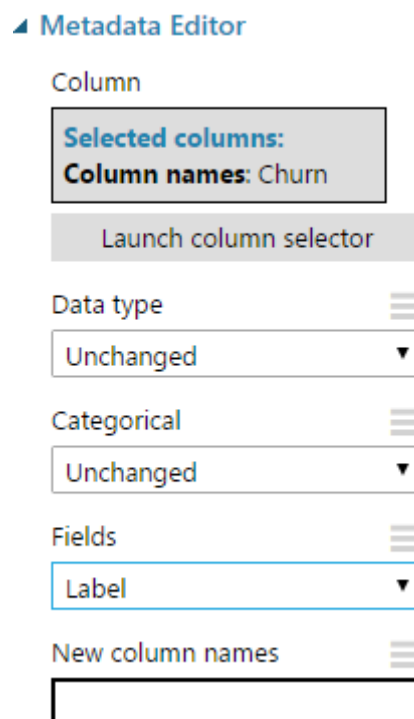 Metadata Editor
Column
Selected columns:
Column names: Churn
Launch column selector
Data type
Unchanged
Categorical
Unchanged
Fields
Label
New column names